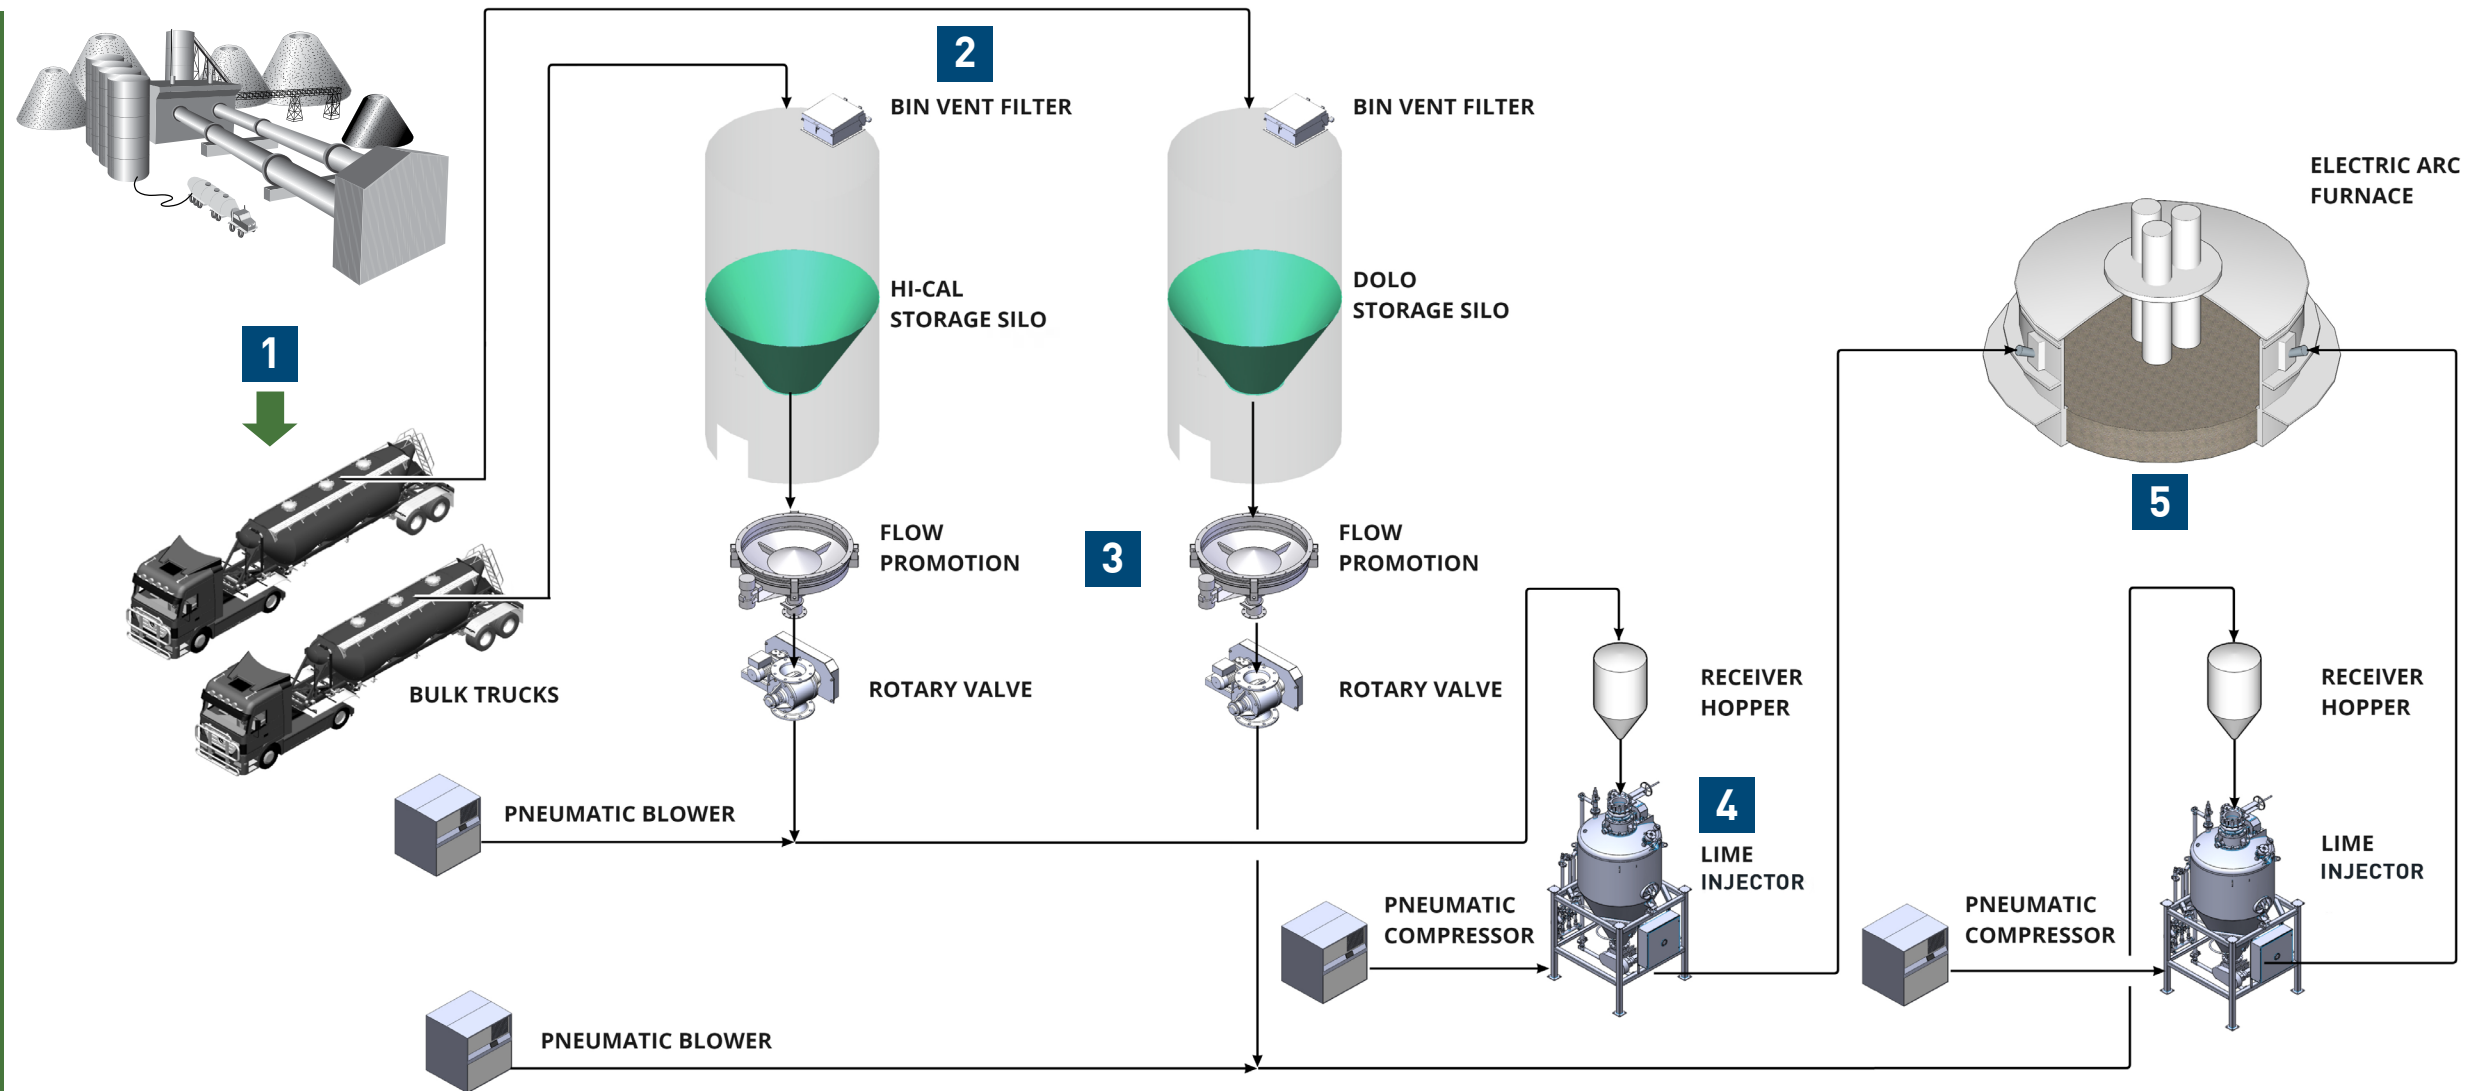 2
BIN VENT FILTER
BIN VENT FILTER
ELECTRIC ARC
FURNACE
HI-CAL
STORAGE SILO
DOLO
STORAGE SILO
1
5
FLOW
PROMOTION
3
FLOW
PROMOTION
BULK TRUCKS
ROTARY VALVE
ROTARY VALVE
RECEIVER
HOPPER
RECEIVER
HOPPER
PNEUMATIC BLOWER
4
LIME
INJECTOR
LIME
INJECTOR
PNEUMATIC
COMPRESSOR
PNEUMATIC
COMPRESSOR
PNEUMATIC BLOWER